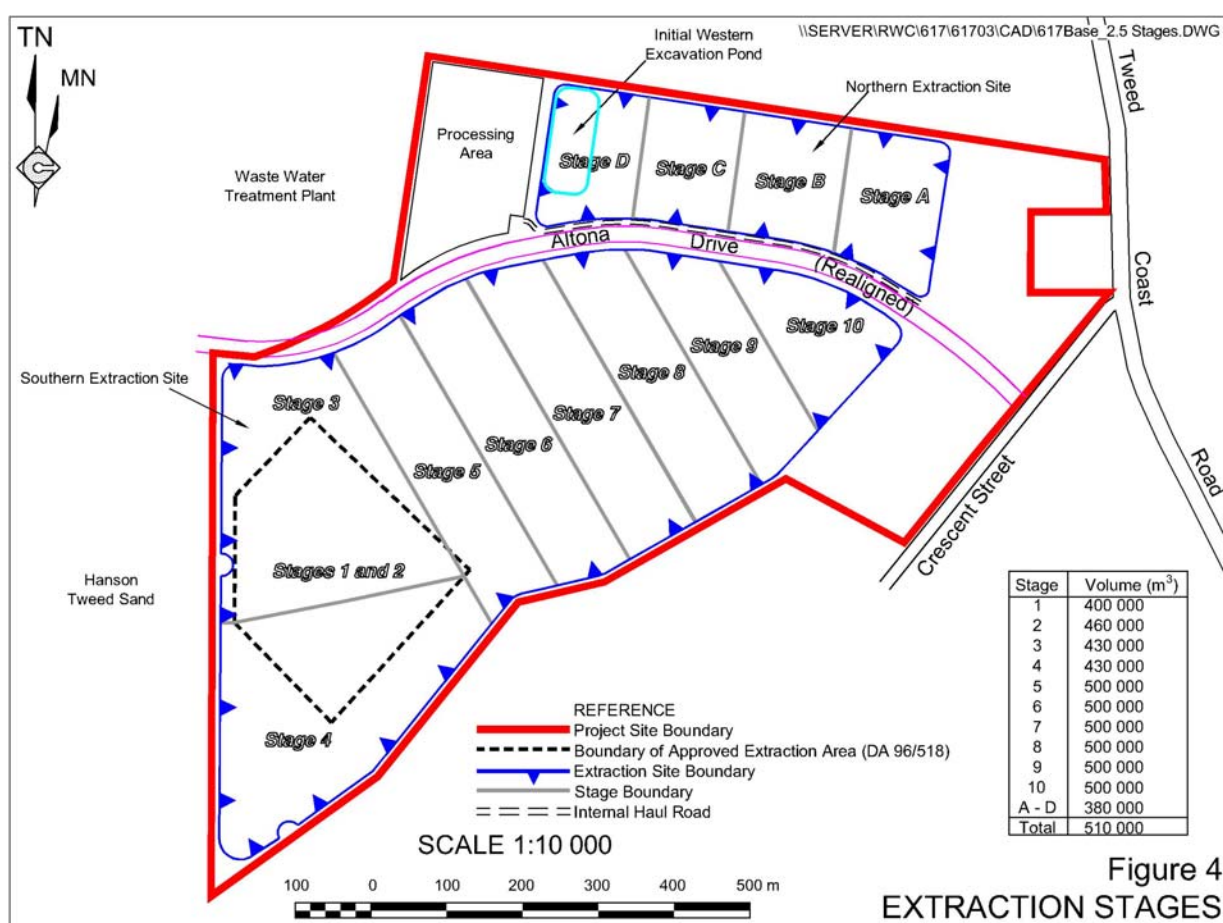 \\SERVER\RWC\617\61703\CAD\617Base_2.5 Stages.DWG
TN
MN
Initial Western
Excavation Pond
Northern Extraction Site
Tweed
Coast
Road
Processing
Area
Waste Water
Treatment Plant
Stage D
Stage C
Stage B
Stage A
Altona
Drive
(Realigned)
Stage 10
Stage 9
Stage 8
Stage 7
Stage 6
Stage 5
Stage 3
Southern Extraction Site
Stages 1 and 2
Stage 4
Hanson
Tweed Sand
Crescent Street
REFERENCE
Project Site Boundary
Boundary of Approved Extraction Area (DA 96/518)
Extraction Site Boundary
Stage Boundary
Internal Haul Road
SCALE 1:10 000
100 0 100 200 300 400 500 m
Stage Volume (m³)
1 400 000
2 460 000
3 430 000
4 430 000
5 500 000
6 500 000
7 500 000
8 500 000
9 500 000
10 500 000
A - D 380 000
Total 510 000
Figure 4
EXTRACTION STAGES